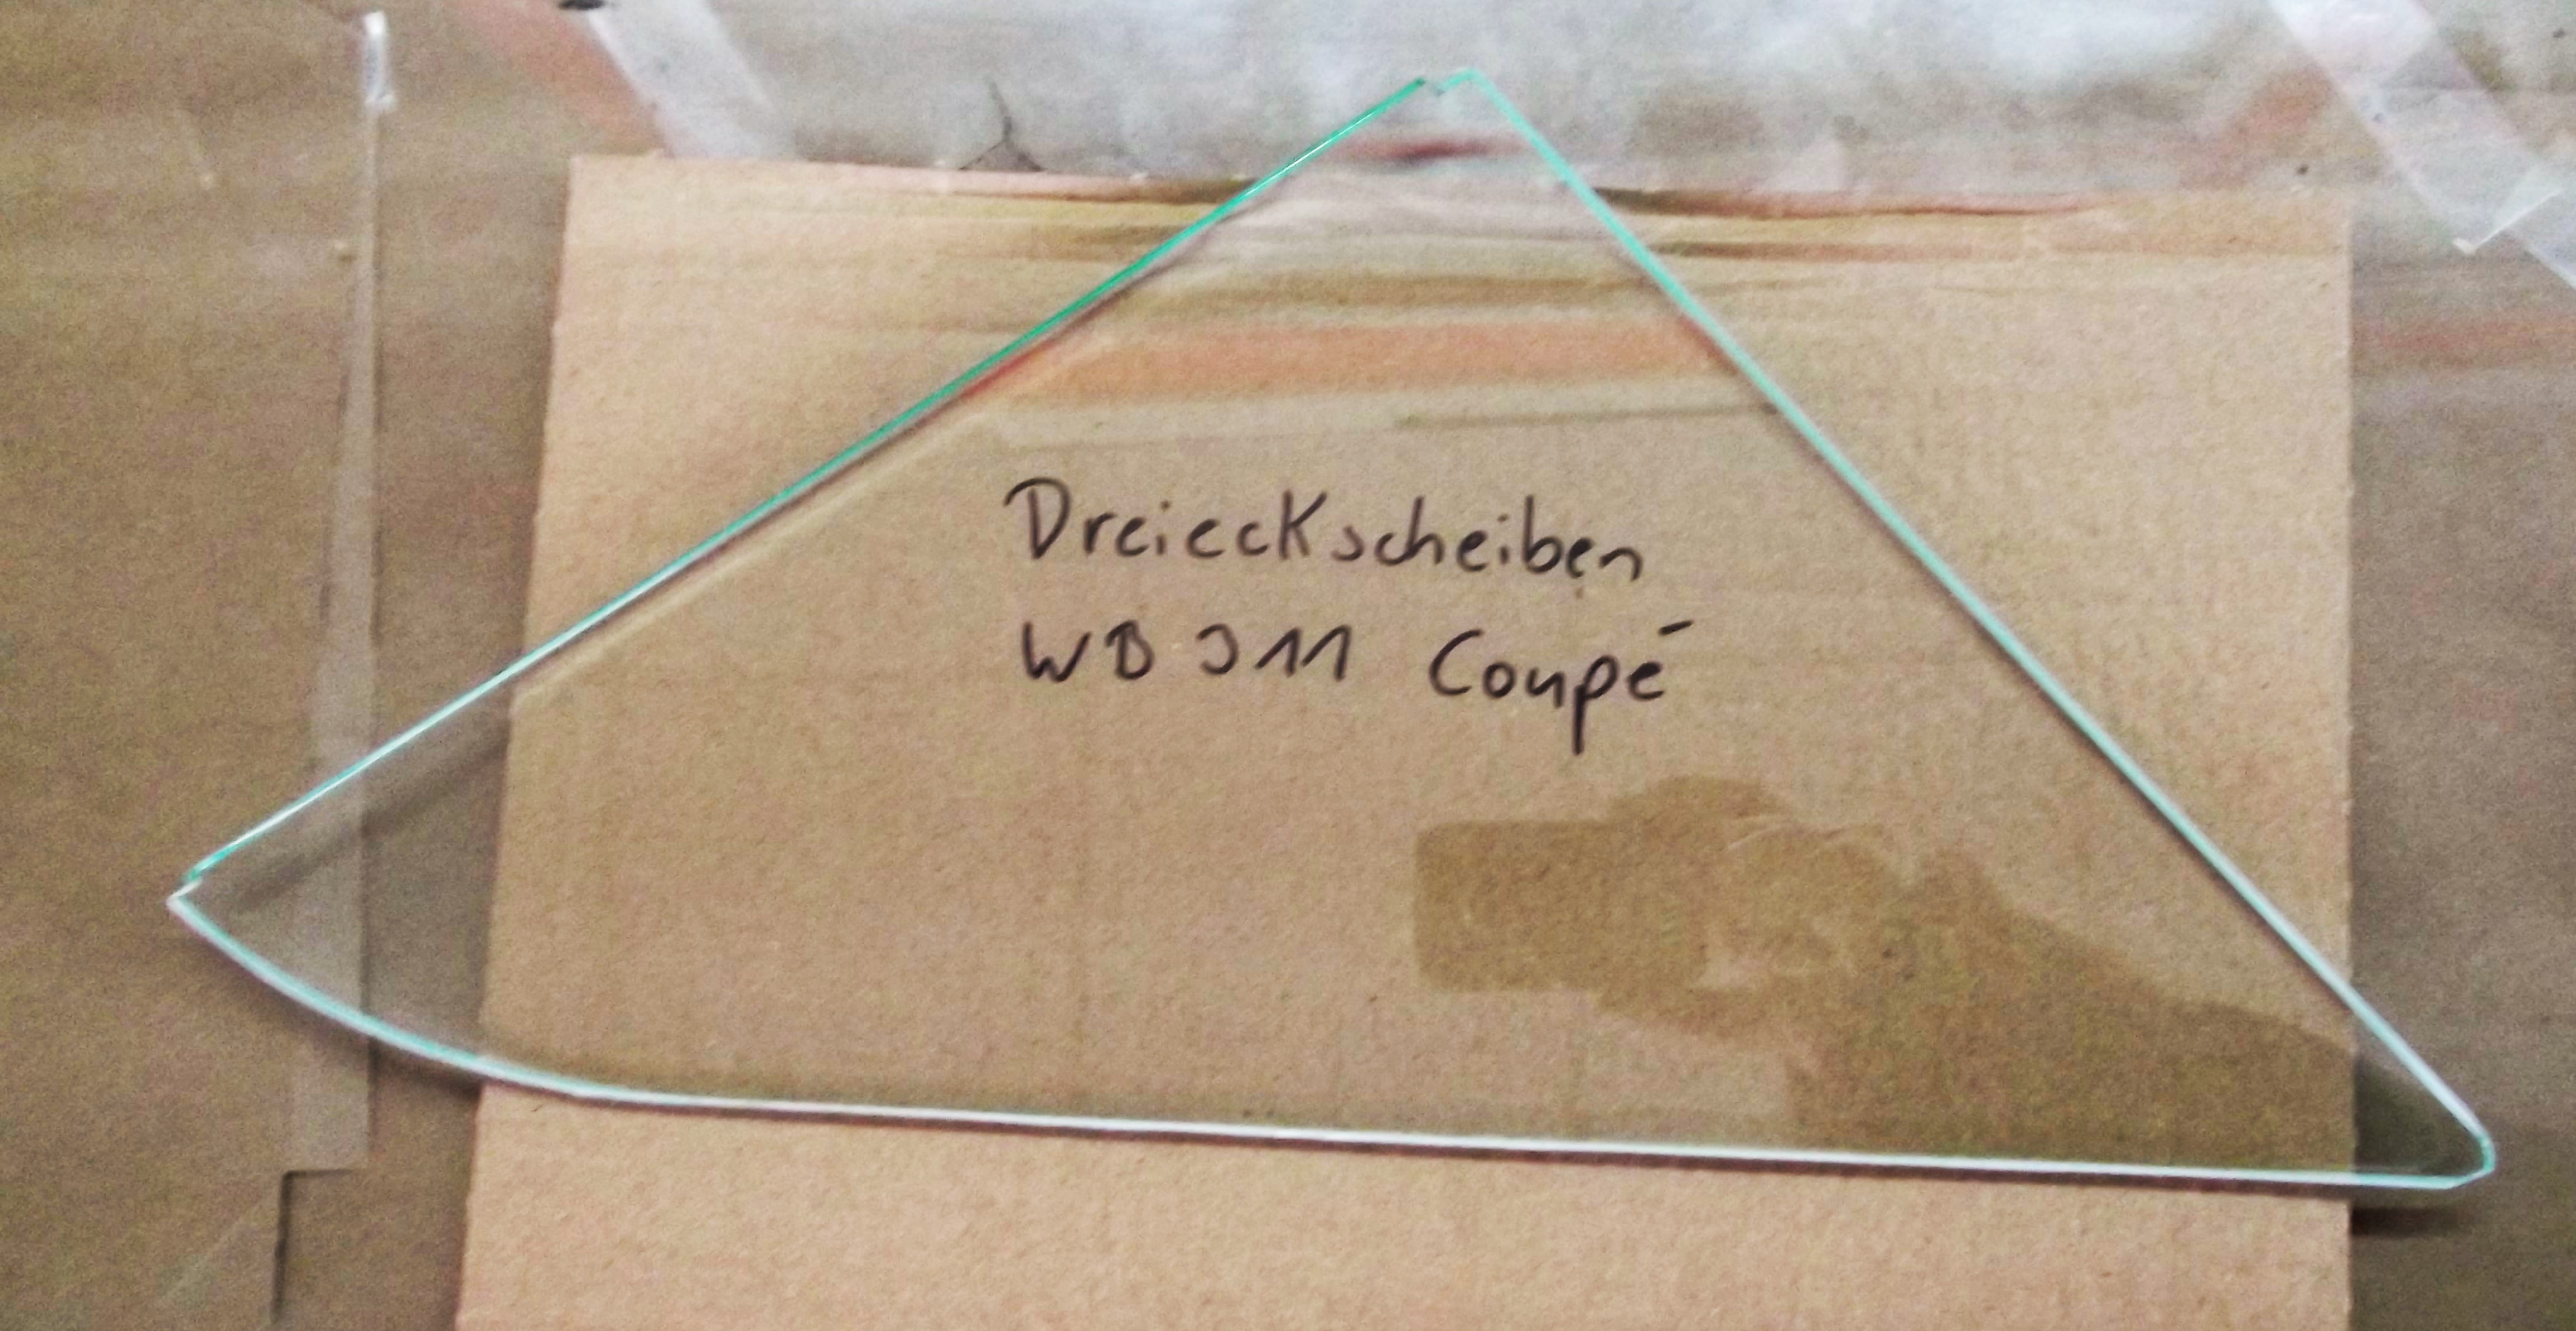 Dreieckscheiben
WB 311 Coupé